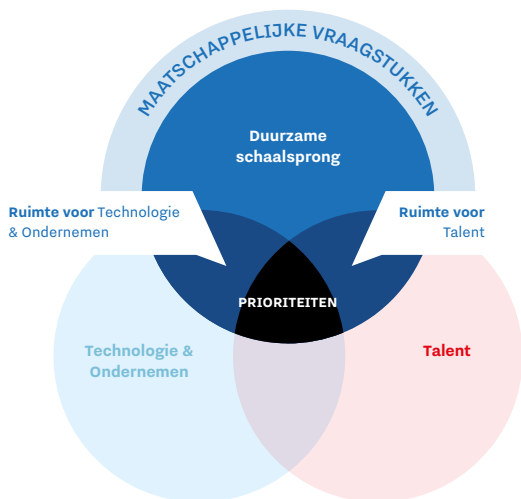 MAATSCHAPPELIJKE VRAAGSTUKKEN
Duurzame
schaalsprong
Ruimte voor Technologie
& Ondernemen
Ruimte voor
Talent
PRIORITEITEN
Technologie &
Ondernemen
Talent